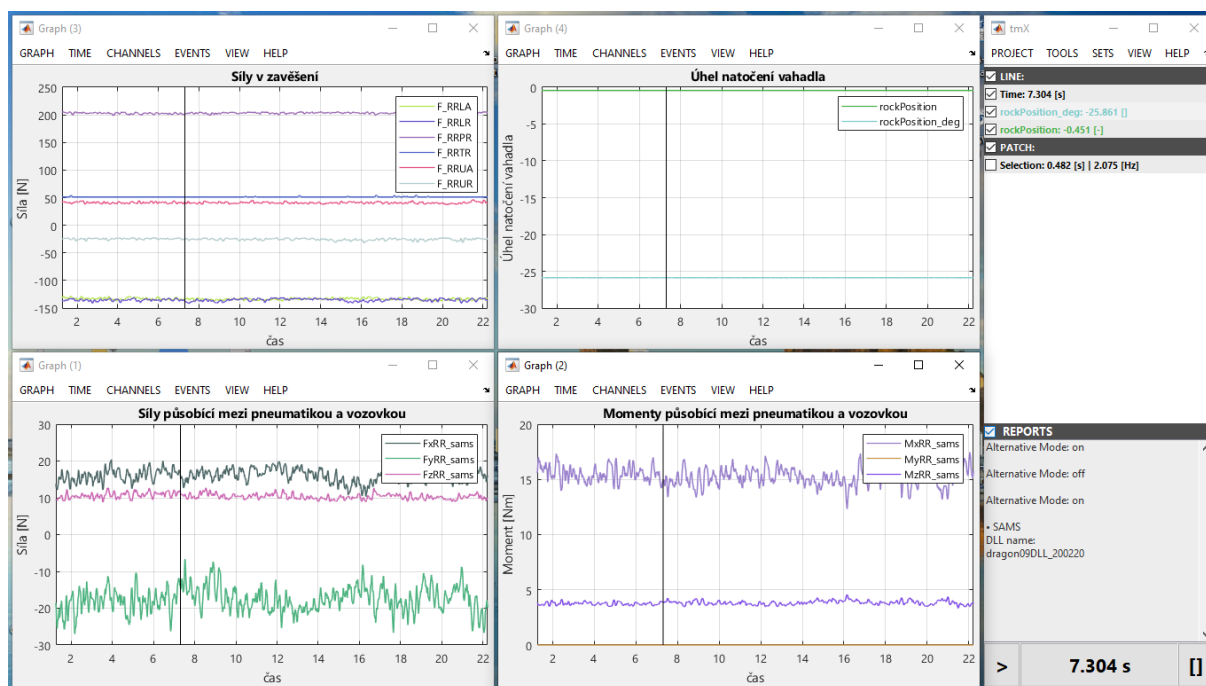 Graph (3)
GRAPH TIME CHANNELS EVENTS VIEW HELP
Síly v zavěšení
250
200
150
100
50
0
-50
-100
-150
Síla [N]
F_RRLA
F_RRLR
F_RRPR
F_RRTR
F_RRUA
F_RRUR
2 4 6 8 10 12 14 16 18 20 22
čas
Graph (4)
GRAPH TIME CHANNELS EVENTS VIEW HELP
Úhel natočení vahadla
0
-5
-10
-15
-20
-25
-30
Úhel natočení vahadla
rockPosition
rockPosition_deg
2 4 6 8 10 12 14 16 18 20 22
čas
tmX
PROJECT TOOLS SETS VIEW HELP
LINE:
Time: 7.304 [s]
rockPosition_deg: -25.861 []
rockPosition: -0.451 [-]
PATCH:
Selection: 0.482 [s] | 2.075 [Hz]
Graph (1)
GRAPH TIME CHANNELS EVENTS VIEW HELP
Síly působící mezi pneumatikou a vozovkou
30
20
10
0
-10
-20
-30
Síla [N]
FxRR_sams
FyRR_sams
FzRR_sams
2 4 6 8 10 12 14 16 18 20 22
čas
Graph (2)
GRAPH TIME CHANNELS EVENTS VIEW HELP
Momenty působící mezi pneumatikou a vozovkou
20
15
10
5
0
Moment [Nm]
MxRR_sams
MyRR_sams
MzRR_sams
2 4 6 8 10 12 14 16 18 20 22
čas
REPORTS
Alternative Mode: on
Alternative Mode: off
Alternative Mode: on
• SAMS
DLL name:
dragon09DLL_200220
> 7.304 s []